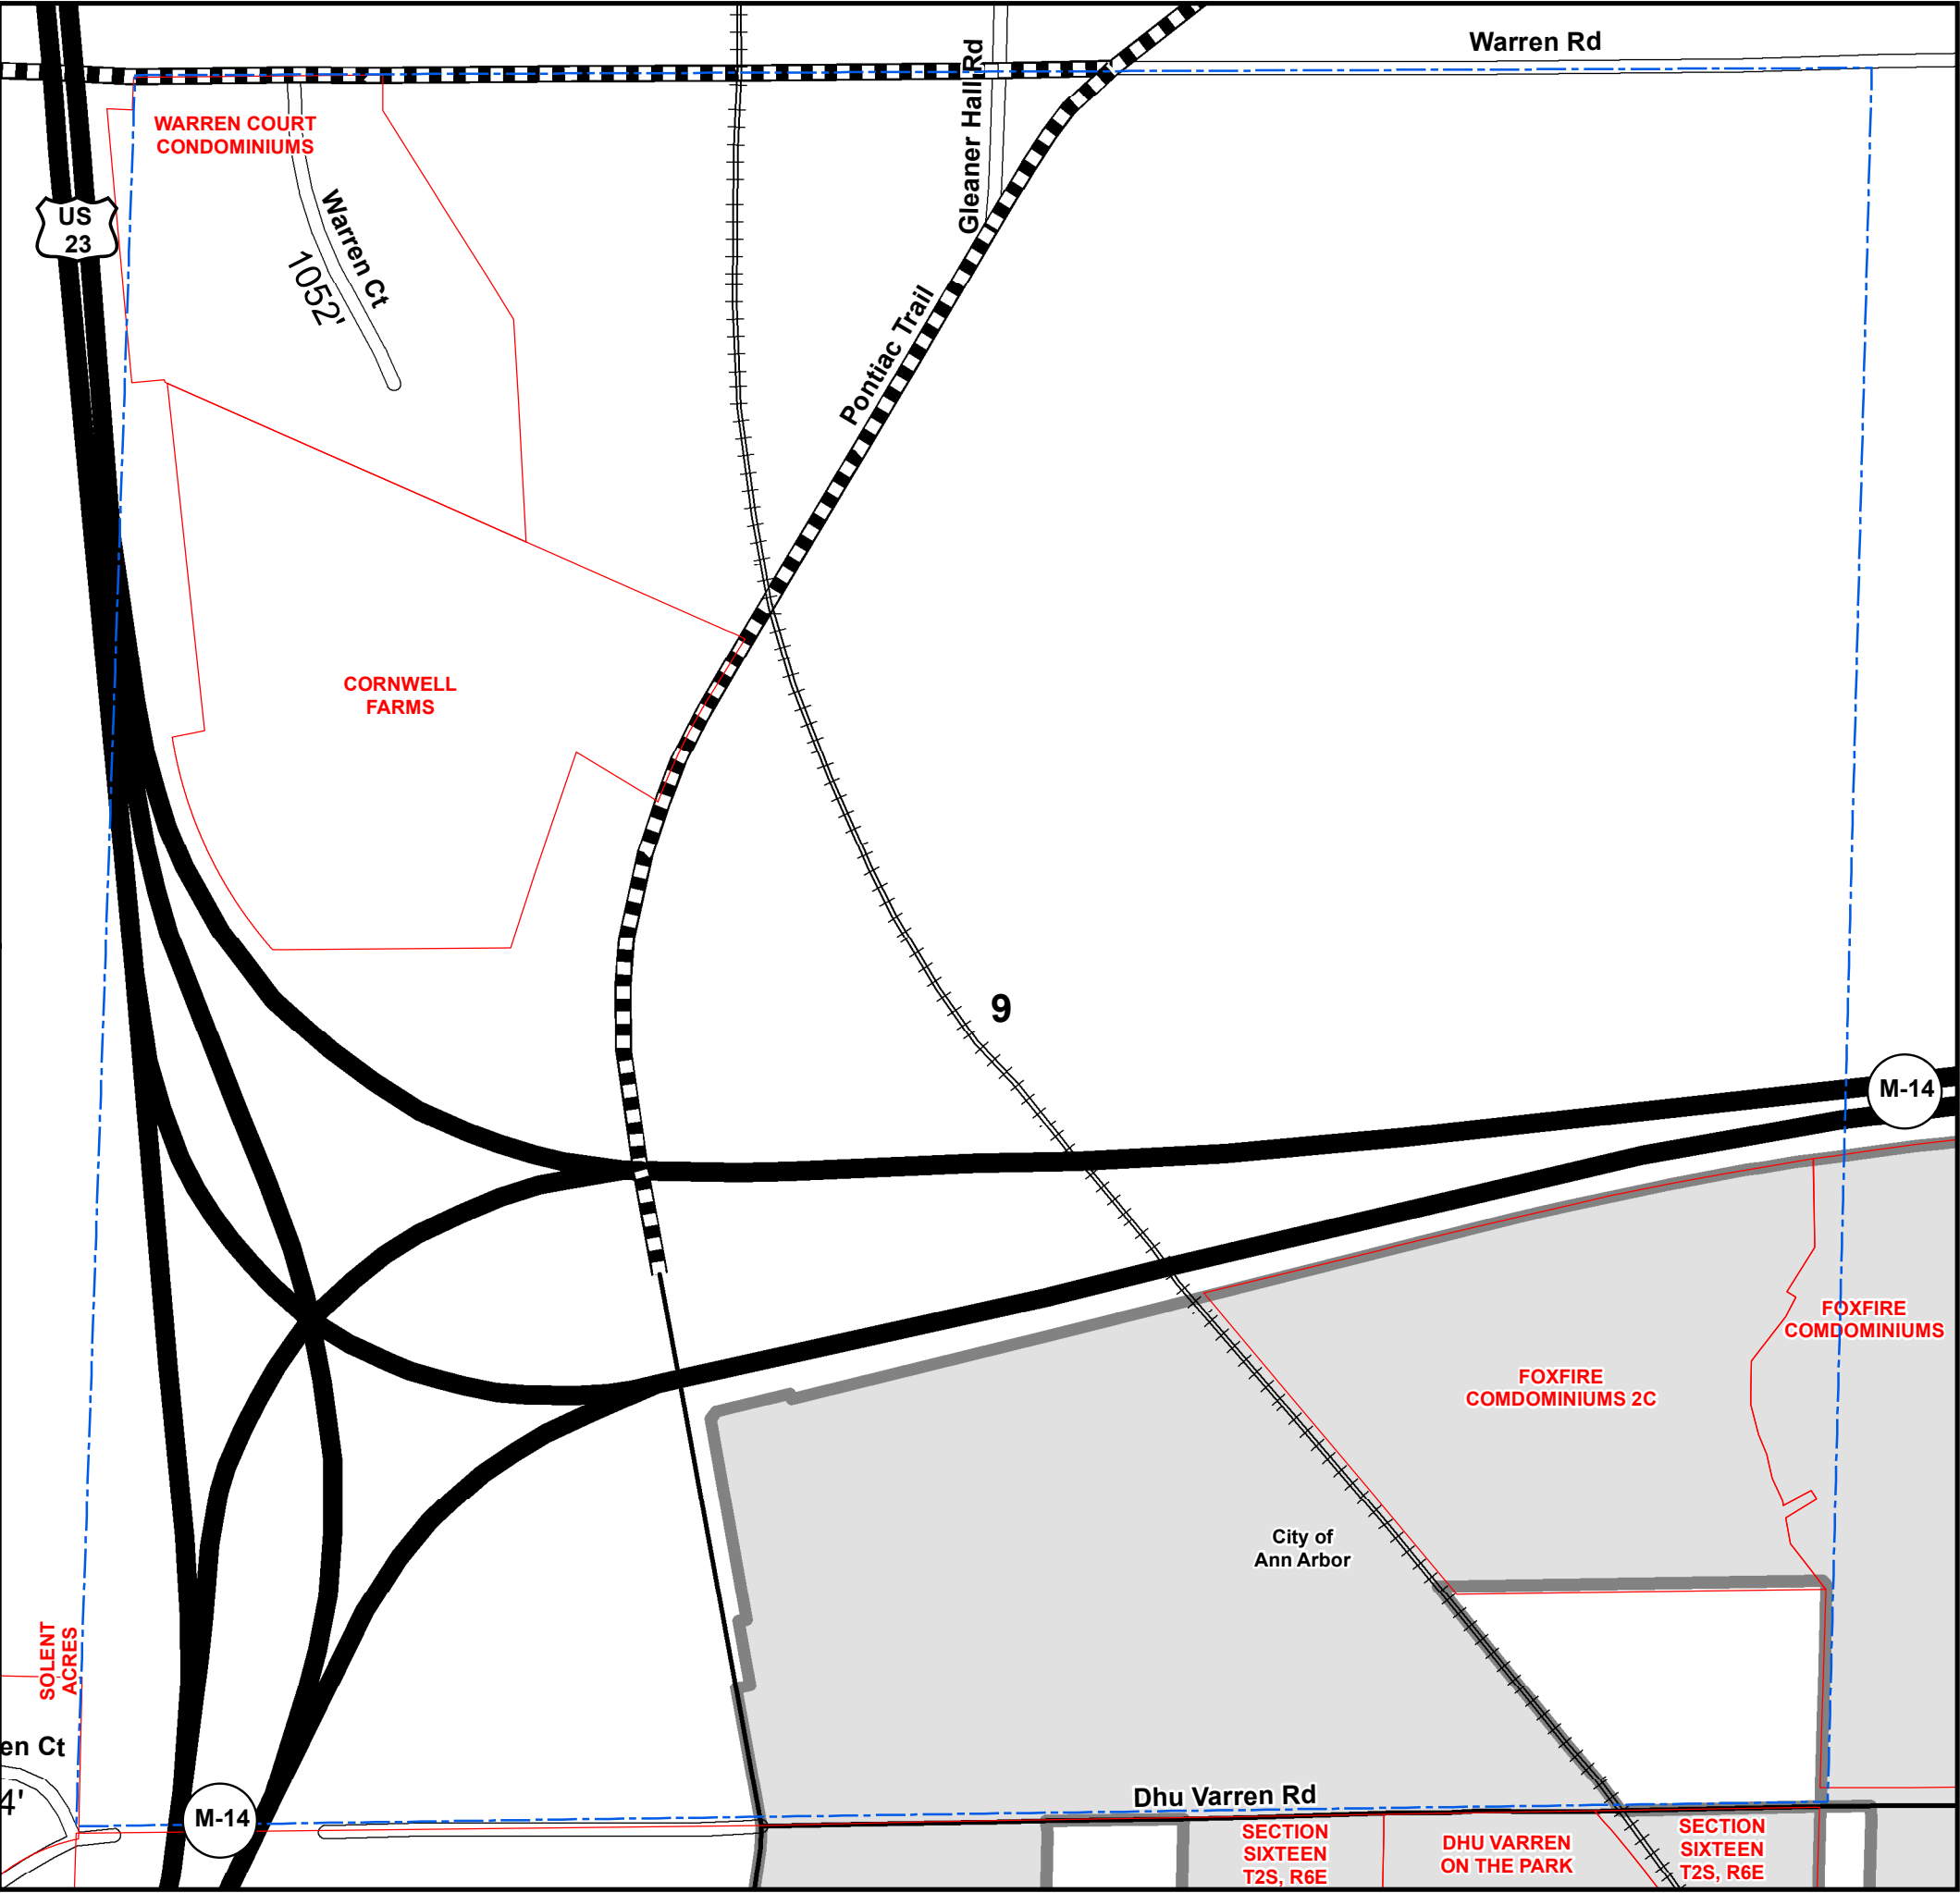 Warren Rd
Gleaner Hall Rd
WARREN COURT
CONDOMINIUMS
US
23
Warren Ct
1052'
Pontiac Trail
CORNWELL
FARMS
9
M-14
FOXFIRE
COMDOMINIUMS
FOXFIRE
COMDOMINIUMS 2C
City of
Ann Arbor
SOLENT
ACRES
en Ct
4'
M-14
Dhu Varren Rd
SECTION
SIXTEEN
T2S, R6E
DHU VARREN
ON THE PARK
SECTION
SIXTEEN
T2S, R6E